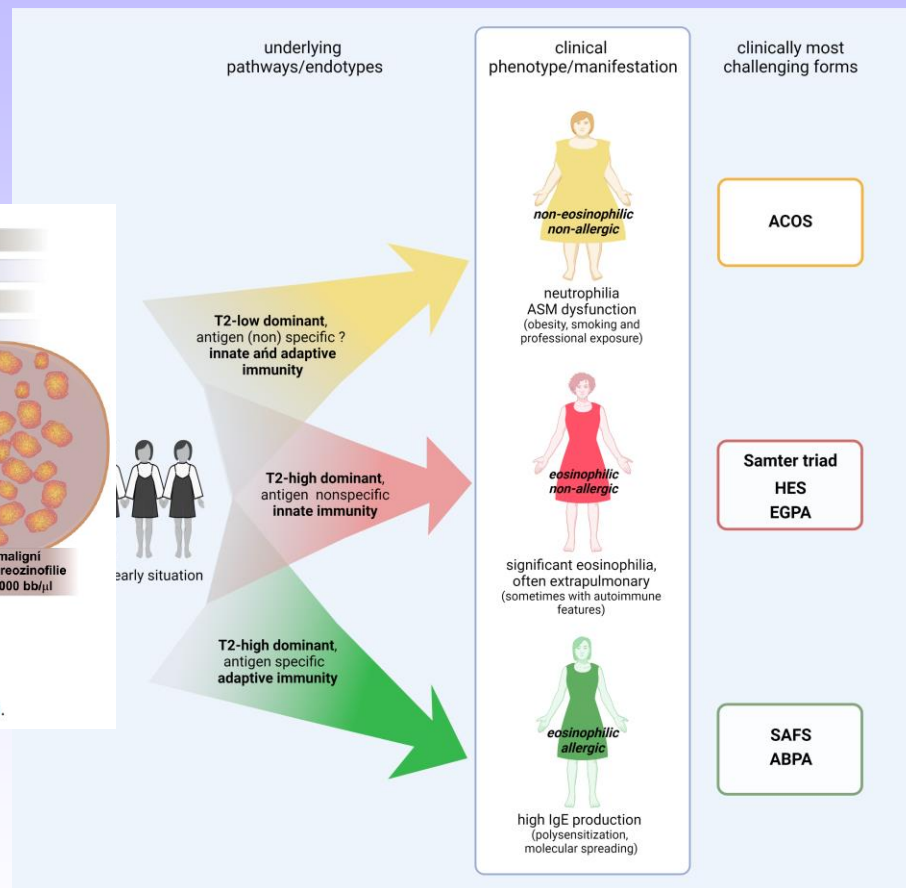 underlying
pathways/endotypes
clinical
phenotype/manifestation
clinically most
challenging forms
non-eosinophilic
non-allergic
ACOS
neutrophilia
ASM dysfunction
(obesity, smoking and
professional exposure)
T2-low dominant,
antigen (non) specific ?
innate and adaptive
immunity
T2-high dominant,
antigen nonspecific
innate immunity
eosinophilic
non-allergic
Samter triad
HES
EGPA
significant eosinophilia,
often extrapulmonary
(sometimes with autoimmune
features)
maligní
reozinofilie
000 bb/µl
early situation
T2-high dominant,
antigen specific
adaptive immunity
eosinophilic
allergic
SAFS
ABPA
high IgE production
(polysensitization,
molecular spreading)